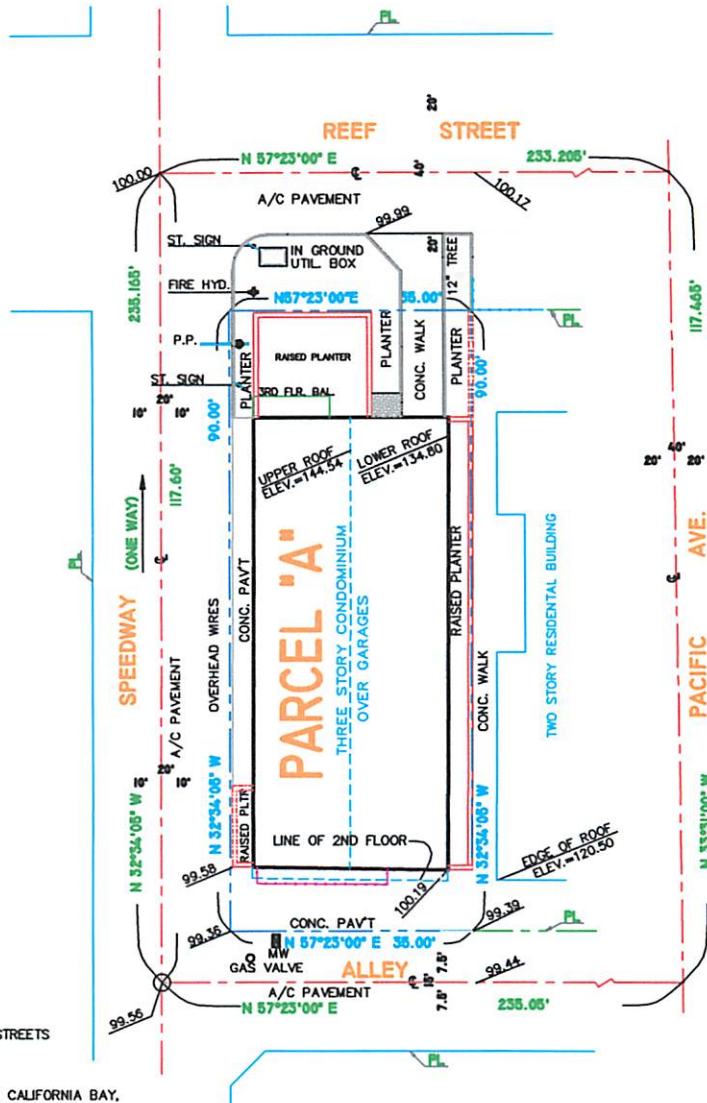 PL
20'
REEF STREET
N 57°23'00" E
40'
233.205'
100.00
A/C PAVEMENT
100.17
99.99
ST. SIGN
IN GROUND
UTIL. BOX
20'
12" TREE
235.165'
FIRE HYD.
N57°23'00"E
35.00'
117.465'
PL
P.P.
RAISED PLANTER
PLANTER
PLANTER
CONC. WALK
PLANTER
ST. SIGN
3RD FLR. BAL
20'
10' 10'
90.00'
90.00'
UPPER ROOF
ELEV.=144.54
LOWER ROOF
ELEV.=134.80
40'
20' 20'
(ONE WAY)
117.60'
PL
SPEEDWAY
A/C PAVEMENT
OVERHEAD WIRES
CONC. PAV'T
PARCEL "A"
THREE STORY CONDOMINIUM
OVER GARAGES
RAISED PLANTER
CONC. WALK
TWO STORY RESIDENTIAL BUILDING
PACIFIC AVE.
20'
10' 10'
N 32°34'05" W
N 32°34'05" W
RAISED PLTR
LINE OF 2ND FLOOR
N 32°34'05" W
EDGE OF ROOF
ELEV.=120.50
N 33°31'00" W
99.58
100.19
99.36
CONC. PAV'T
99.39
PL
N 57°23'00" E 35.00'
MW
GAS VALVE
ALLEY
7.5'
15'
7.5'
99.44
A/C PAVEMENT
99.56
N 57°23'00" E
235.05'
STREETS
PL
CALIFORNIA BAY,